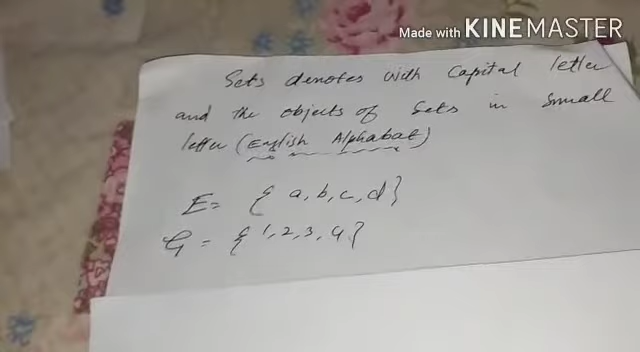 Made with KINEMASTER
Sets denotes with Capital letter
and the objects of Sets in small
letter (English Alphabat)
E = { a, b, c, d }
G = { 1, 2, 3, 4 }